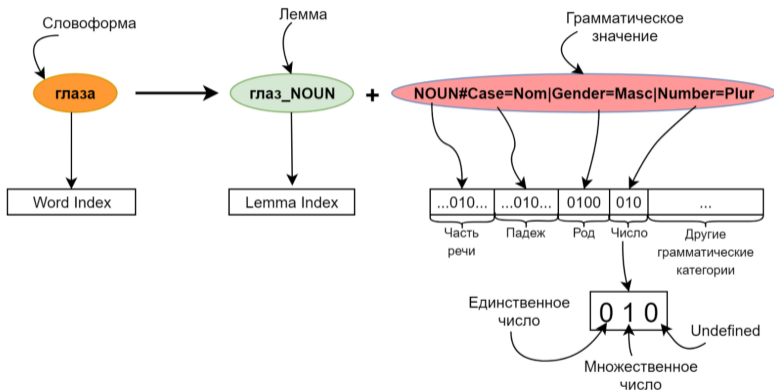 Словоформа
Лемма
Грамматическое
значение
глаза
глаз_NOUN
+
NOUN#Case=Nom|Gender=Masc|Number=Plur
Word Index
Lemma Index
...010...
...010...
0100
010
...
Часть
речи
Падеж
Род
Число
Другие
грамматические
категории
Единственное
число
0 1 0
Undefined
Множественное
число